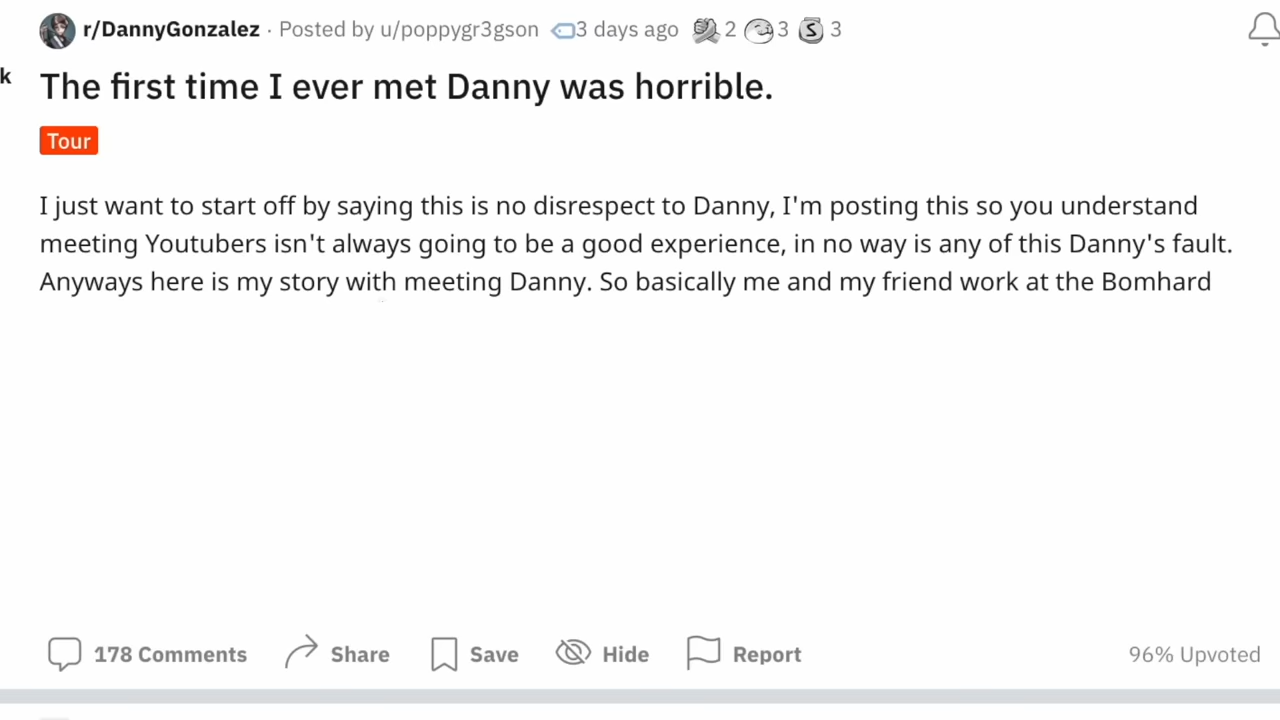 r/DannyGonzalez · Posted by u/poppygr3gson 3 days ago 2 3 S 3
k
The first time I ever met Danny was horrible.
Tour
I just want to start off by saying this is no disrespect to Danny, I'm posting this so you understand
meeting Youtubers isn't always going to be a good experience, in no way is any of this Danny's fault.
Anyways here is my story with meeting Danny. So basically me and my friend work at the Bomhard
178 Comments Share Save Hide Report 96% Upvoted